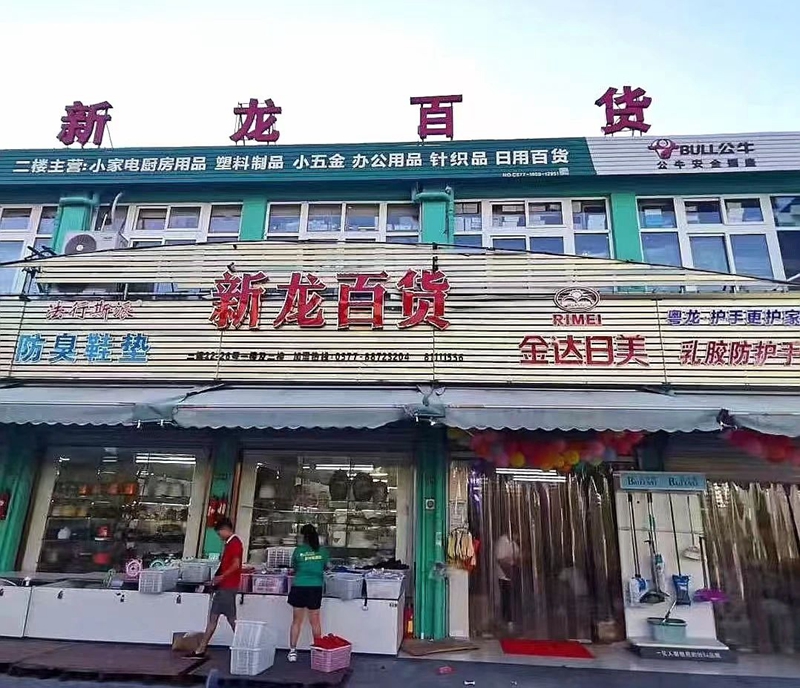 新龙百货
二楼主营:小家电厨房用品 塑料制品 小五金 办公用品 针织品 日用百货
BULL公牛
公牛安全插座
新龙百货
防臭鞋垫
RIMEI
金达日美
粤龙·护手更护家
乳胶防护手